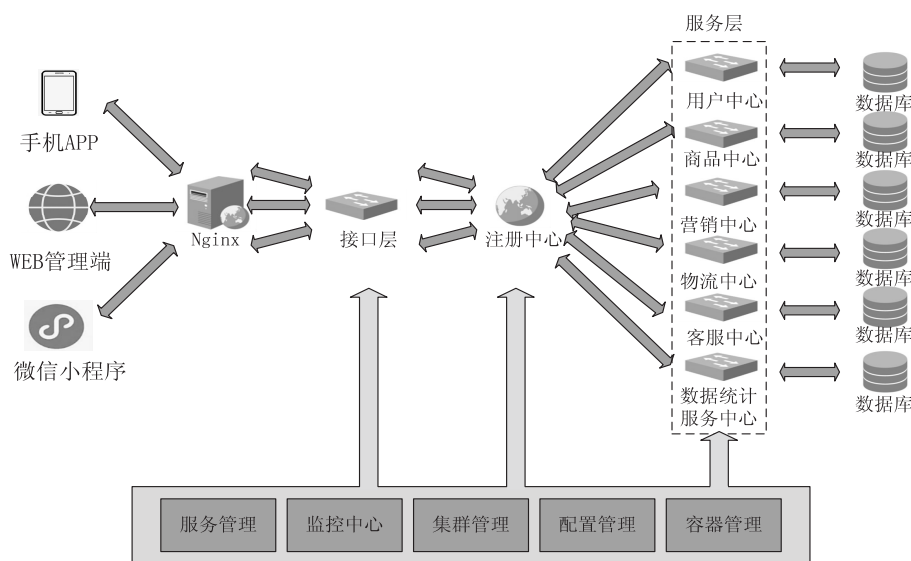 服务层
手机APP
WEB管理端
微信小程序
Nginx
接口层
注册中心
用户中心
商品中心
营销中心
物流中心
客服中心
数据统计
服务中心
数据库
数据库
数据库
数据库
数据库
数据库
服务管理
监控中心
集群管理
配置管理
容器管理